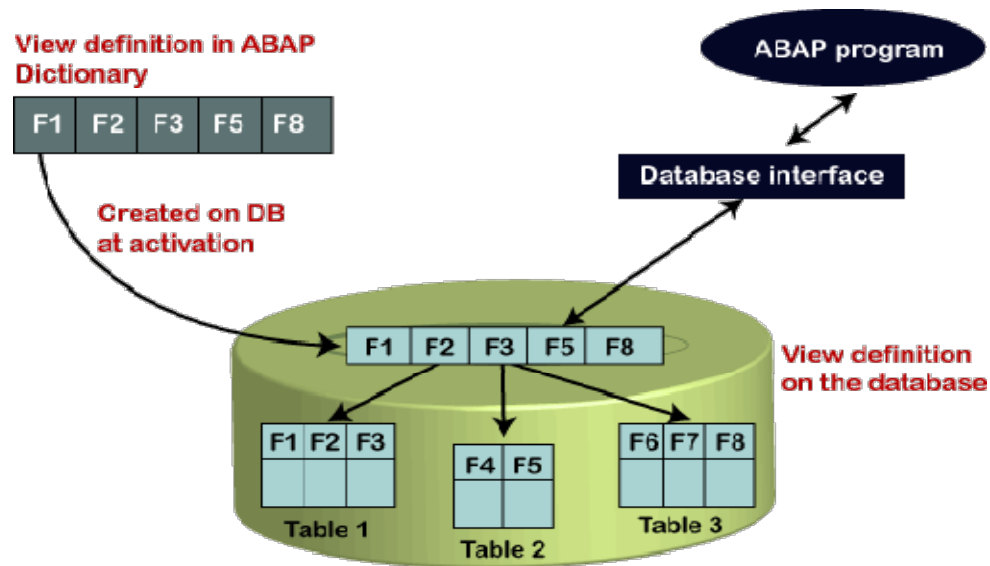 View definition in ABAP
Dictionary
F1 F2 F3 F5 F8
ABAP program
Database interface
Created on DB
at activation
F1 F2 F3 F5 F8
View definition
on the database
F1 F2 F3
F4 F5
F6 F7 F8
Table 1
Table 2
Table 3